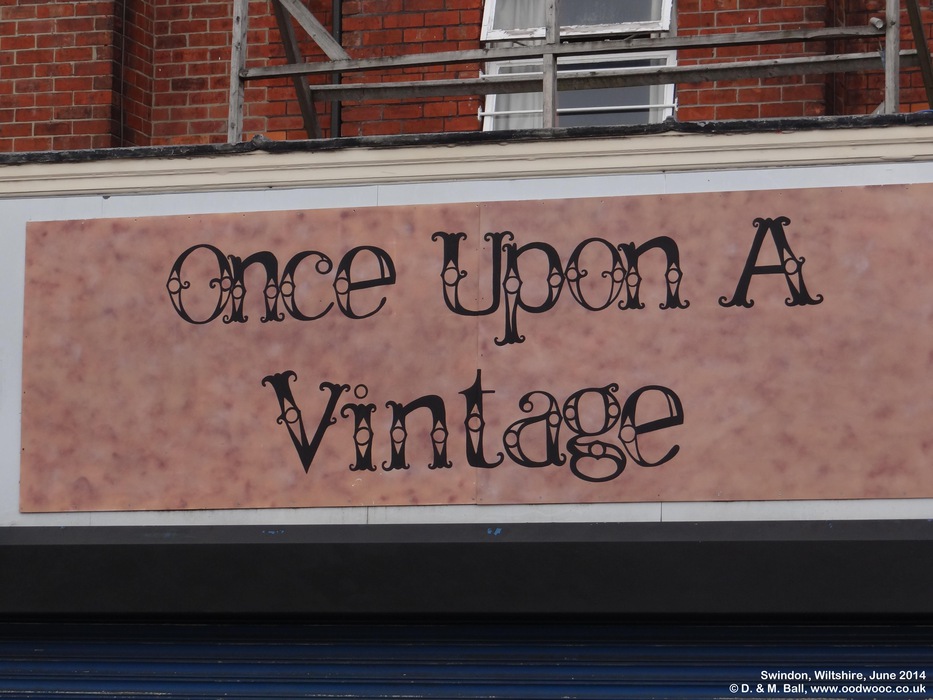 Once Upon A
Vintage
Swindon, Wiltshire, June 2014
© D. & M. Ball, www.oodwooc.co.uk